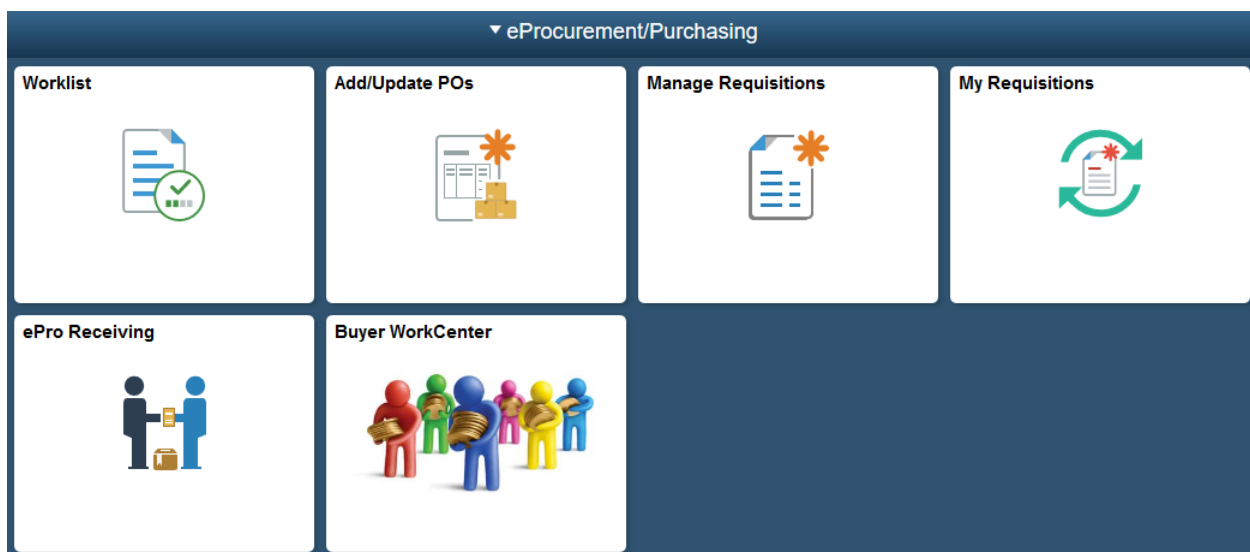 eProcurement/Purchasing
Worklist
Add/Update POs
Manage Requisitions
My Requisitions
ePro Receiving
Buyer WorkCenter